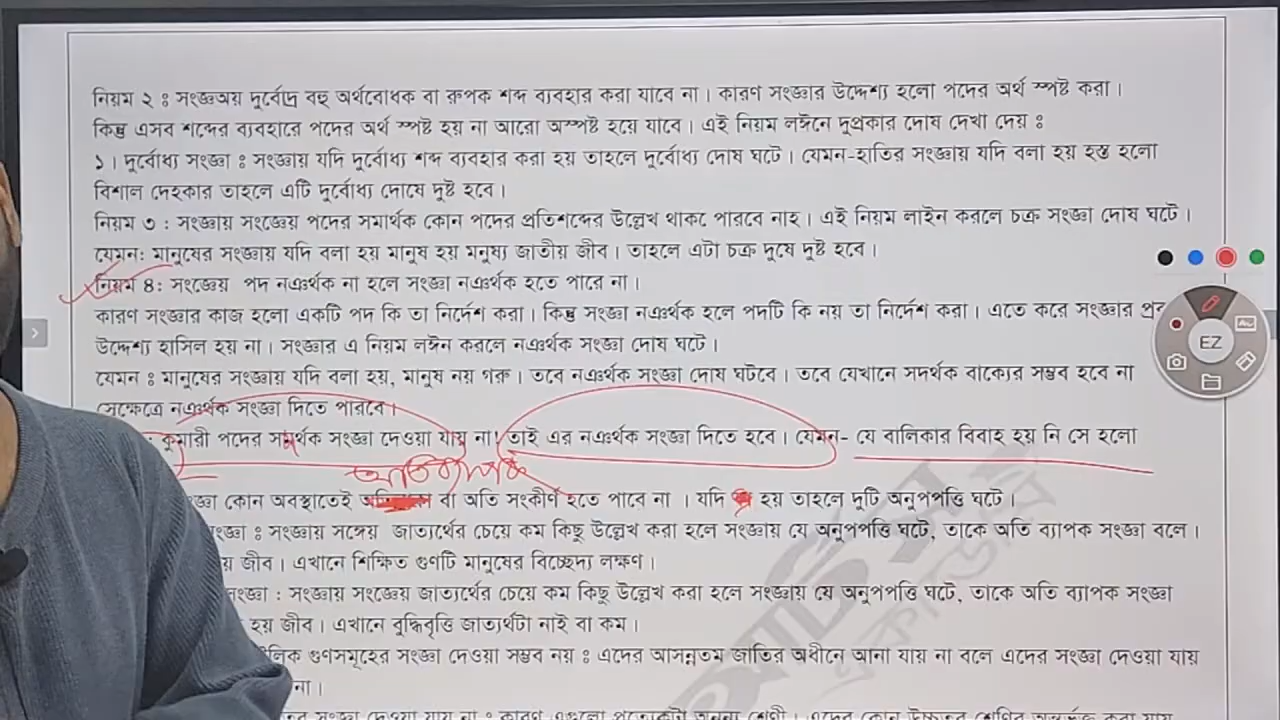 নিয়ম ২ ঃ সংজ্ঞঅয় দুর্বোদ্র বহু অর্থবোধক বা রুপক শব্দ ব্যবহার করা যাবে না। কারণ সংজ্ঞার উদ্দেশ্য হলো পদের অর্থ স্পষ্ট করা।
কিন্তু এসব শব্দের ব্যবহারে পদের অর্থ স্পষ্ট হয় না আরো অস্পষ্ট হয়ে যাবে। এই নিয়ম লঙ্গনে দুপ্রকার দোষ দেখা দেয় ঃ
১। দুর্বোধ্য সংজ্ঞা ঃ সংজ্ঞায় যদি দুর্বোধ্য শব্দ ব্যবহার করা হয় তাহলে দুর্বোধ্য দোষ ঘটে। যেমন-হাতির সংজ্ঞায় যদি বলা হয় হস্ত হলো
বিশাল দেহকার তাহলে এটি দুর্বোধ্য দোষে দুষ্ট হবে।
নিয়ম ৩ : সংজ্ঞায় সংজ্ঞেয় পদের সমার্থক কোন পদের প্রতিশব্দের উল্লেখ থাকতে পারবে নাহ। এই নিয়ম লাইন করলে চক্র সংজ্ঞা দোষ ঘটে।
যেমন: মানুষের সংজ্ঞায় যদি বলা হয় মানুষ হয় মনুষ্য জাতীয় জীব। তাহলে এটা চক্র দুষে দুষ্ট হবে।
নিয়ম ৪: সংজ্ঞেয় পদ নঞর্থক না হলে সংজ্ঞা নঞর্থক হতে পারে না।
কারণ সংজ্ঞার কাজ হলো একটি পদ কি তা নির্দেশ করা। কিন্তু সংজ্ঞা নঞর্থক হলে পদটি কি নয় তা নির্দেশ করা। এতে করে সংজ্ঞার
উদ্দেশ্য হাসিল হয় না। সংজ্ঞার এ নিয়ম লঙ্গন করলে নঞর্থক সংজ্ঞা দোষ ঘটে।
যেমন ঃ মানুষের সংজ্ঞায় যদি বলা হয়, মানুষ নয় গরু। তবে নঞর্থক সংজ্ঞা দোষ ঘটবে। তবে যেখানে সদর্থক বাক্যের সম্ভব হবে না
সেক্ষেত্রে নঞর্থক সংজ্ঞা দিতে পারবে।
: কুমারী পদের সমর্থক সংজ্ঞা দেওয়া যায় না। তাই এর নঞর্থক সংজ্ঞা দিতে হবে। যেমন- যে বালিকার বিবাহ হয় নি সে হলো
অতিব্যাপক
কোন অবস্থাতেই বা অতি সংকীর্ণ হতে পাবে না। যদি হয় তাহলে দুটি অনুপপত্তি ঘটে।
ঃ সংজ্ঞায় সঙ্গেয় জাত্যর্থের চেয়ে কম কিছু উল্লেখ করা হলে সংজ্ঞায় যে অনুপপত্তি ঘটে, তাকে অতি ব্যাপক সংজ্ঞা বলে।
জীব। এখানে শিক্ষিত গুণটি মানুষের বিচ্ছেদ্য লক্ষণ।
: সংজ্ঞায় সংজ্ঞেয় জাত্যর্থের চেয়ে কম কিছু উল্লেখ করা হলে সংজ্ঞায় যে অনুপপত্তি ঘটে, তাকে অতি ব্যাপক সংজ্ঞা
হয় জীব। এখানে বুদ্ধিবৃত্তি জাত্যর্থটা নাই বা কম।
গুণসমূহের সংজ্ঞা দেওয়া সম্ভব নয় ঃ এদের আসন্নতম জাতির অধীনে আনা যায় না বলে এদের সংজ্ঞা দেওয়া যায়
না।
EZ